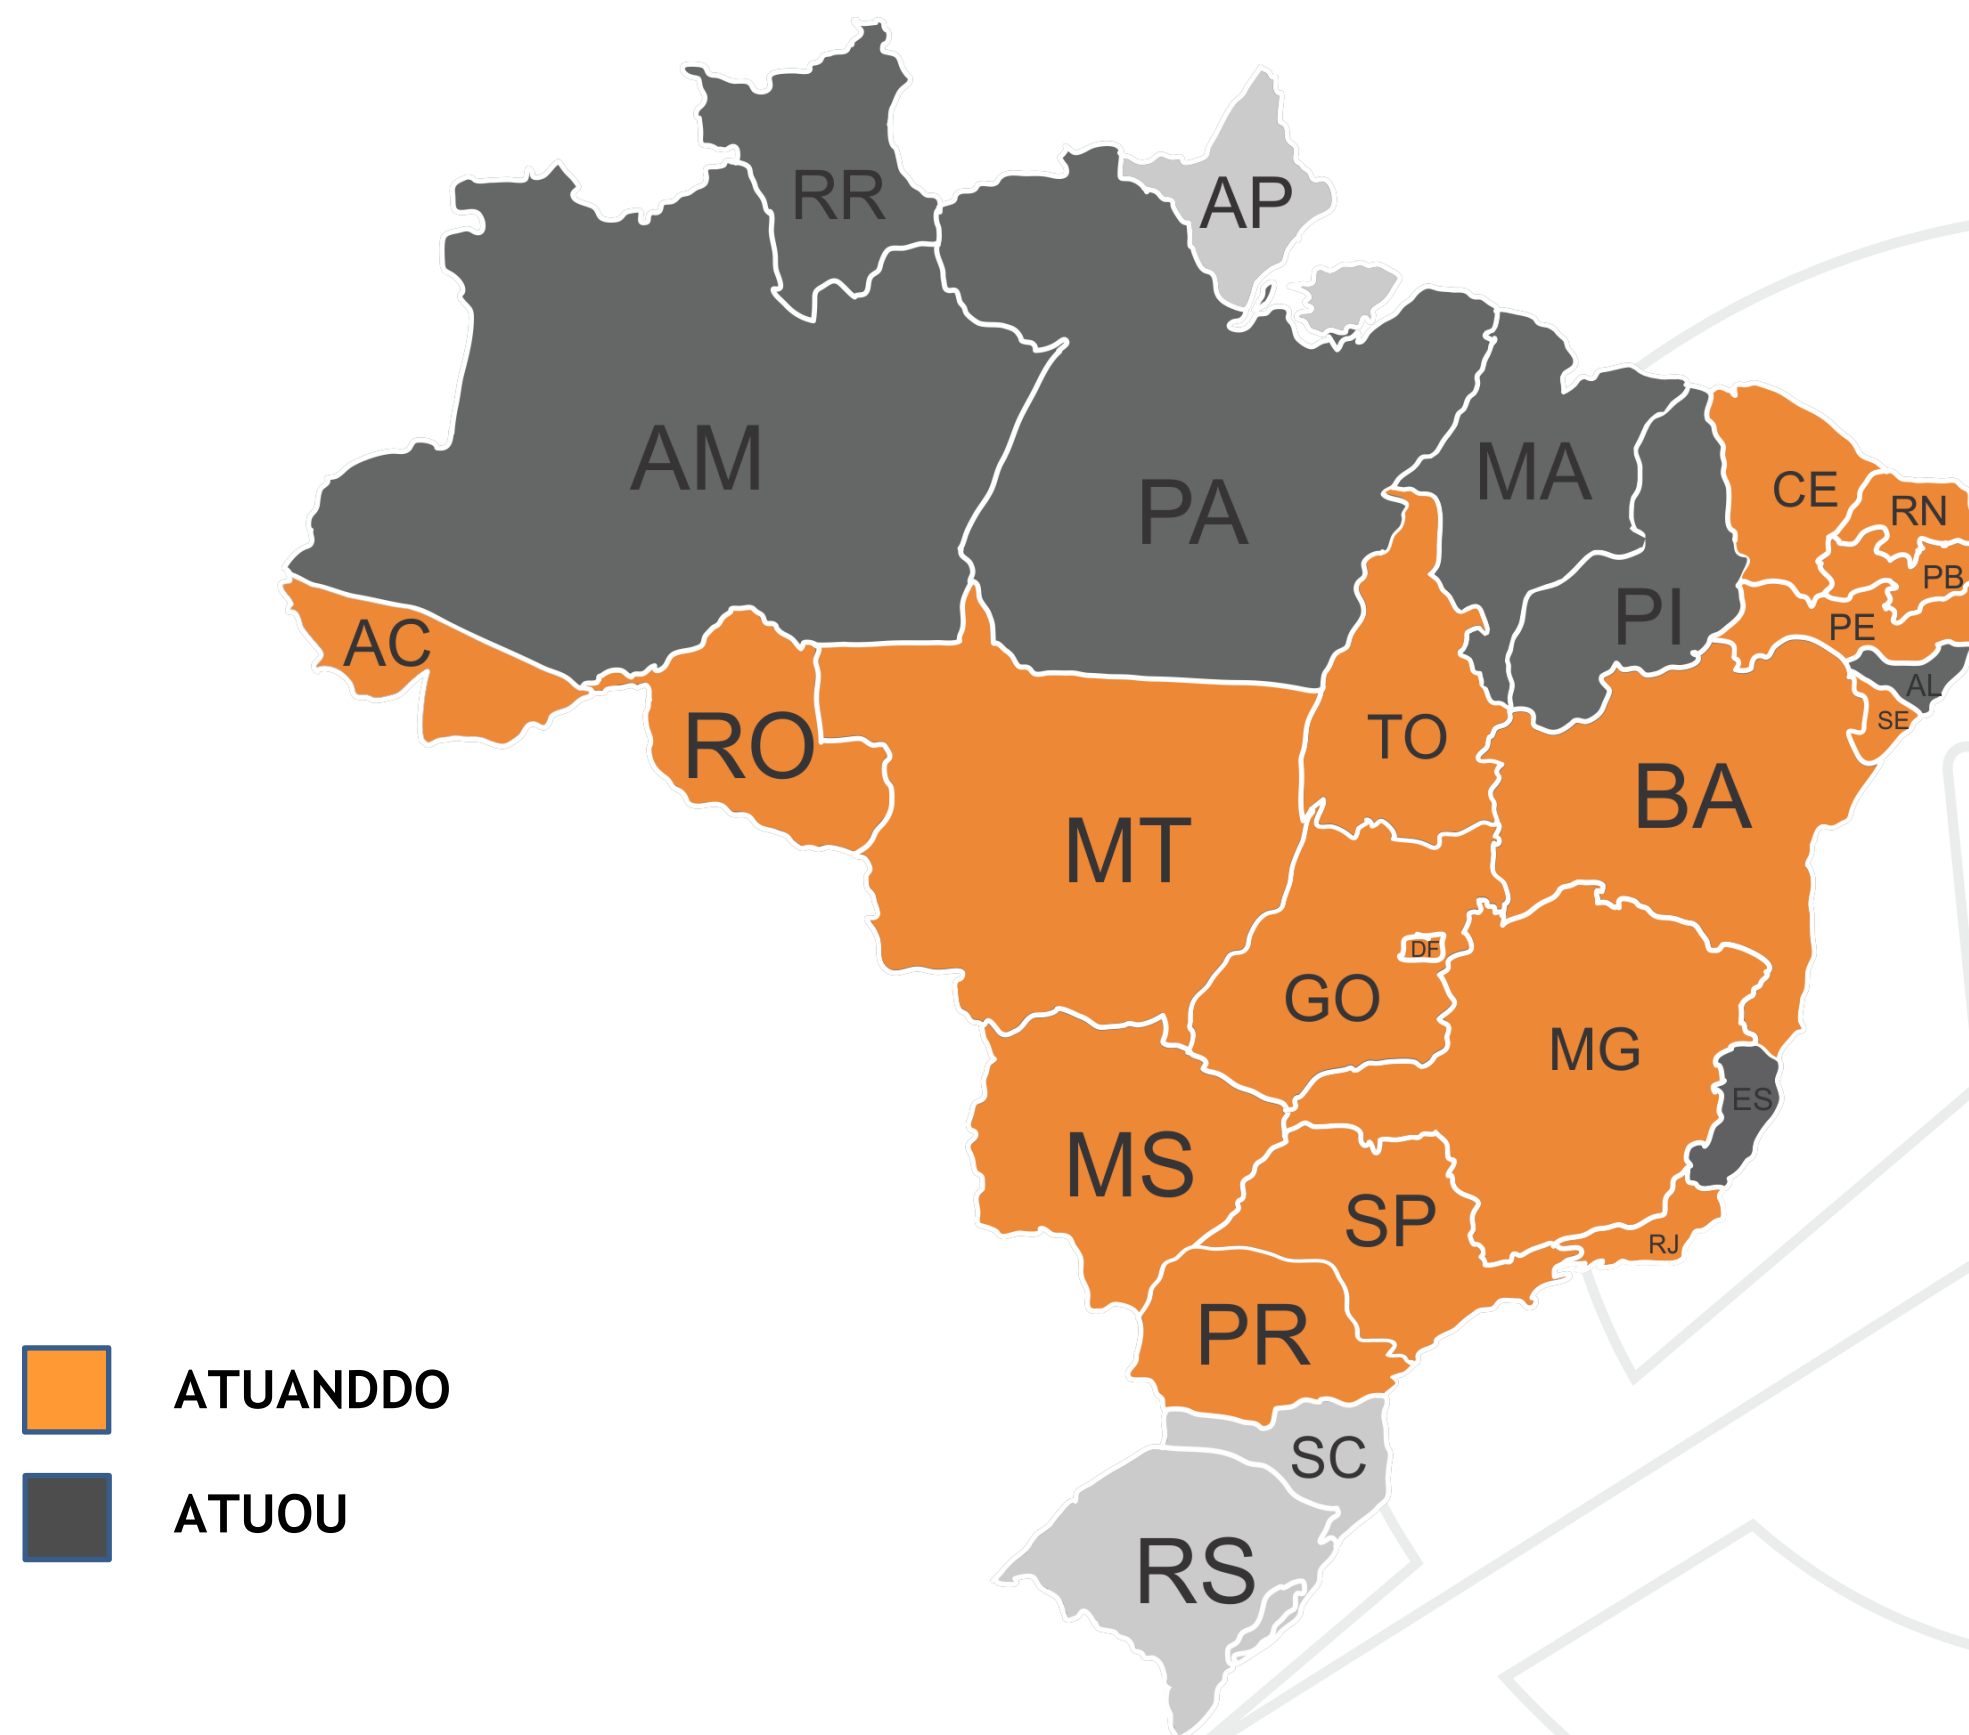 RR
AP
AM
PA
MA
CE
RN
PB
PI
PE
AC
AL
SE
RO
TO
BA
MT
DF
GO
MG
ES
MS
SP
RJ
PR
ATUANDDO
SC
ATUOU
RS